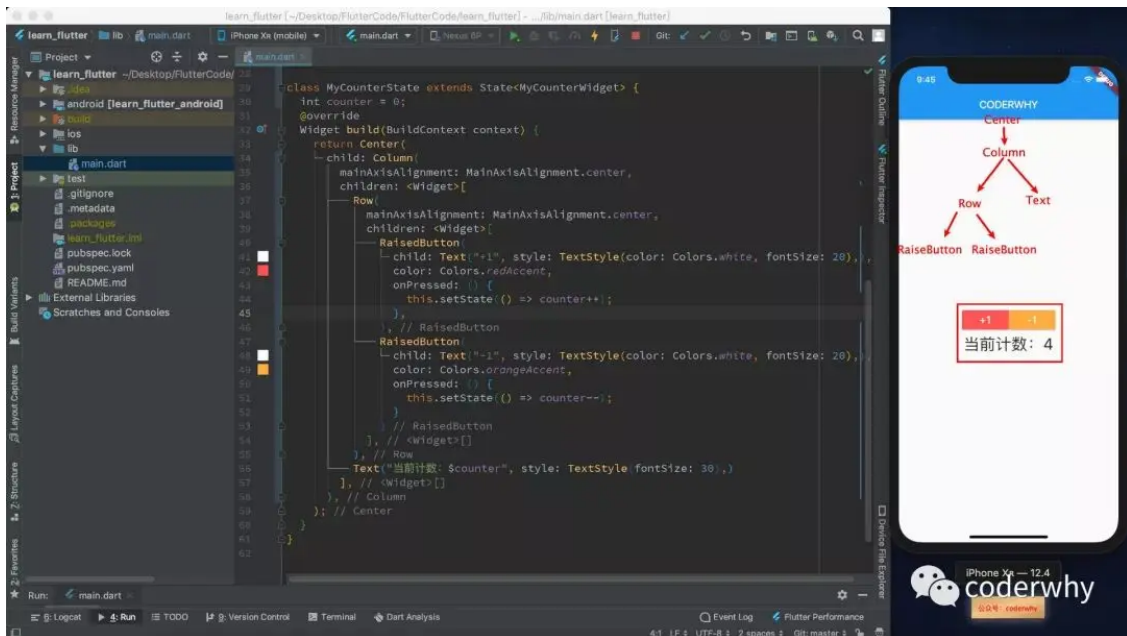 learn_flutter [~/Desktop/FlutterCode/FlutterCode/learn_flutter] - .../lib/main.dart [learn_flutter]
learn_flutter lib main.dart iPhone Xʀ (mobile) main.dart Nexus 6P Git:
Project
main.dart
learn_flutter ~/Desktop/FlutterCode/
.idea
android [learn_flutter_android]
build
ios
lib
main.dart
test
.gitignore
.metadata
.packages
learn_flutter.iml
pubspec.lock
pubspec.yaml
README.md
External Libraries
Scratches and Consoles
Resource Manager
1: Project
Build Variants
Layout Captures
Z: Structure
2: Favorites
class MyCounterState extends State<MyCounterWidget> {
int counter = 0;
@override
Widget build(BuildContext context) {
return Center(
child: Column(
mainAxisAlignment: MainAxisAlignment.center,
children: <Widget>[
Row(
mainAxisAlignment: MainAxisAlignment.center,
children: <Widget>[
RaisedButton(
child: Text("+1", style: TextStyle(color: Colors.white, fontSize: 20),),
color: Colors.redAccent,
onPressed: () {
this.setState(() => counter++);
},
), // RaisedButton
RaisedButton(
child: Text("-1", style: TextStyle(color: Colors.white, fontSize: 20),),
color: Colors.orangeAccent,
onPressed: () {
this.setState(() => counter--);
}
) // RaisedButton
], // <Widget>[]
), // Row
Text("当前计数：$counter", style: TextStyle(fontSize: 30),)
], // <Widget>[]
), // Column
); // Center
}
}
Flutter Outline
Flutter Inspector
Device File Explorer
Run: main.dart
6: Logcat 4: Run TODO 9: Version Control Terminal Dart Analysis Event Log Flutter Performance
4:1 LF UTF-8 2 spaces Git: master
9:45
CODERWHY
Center
Column
Row Text
RaiseButton RaiseButton
+1 -1
当前计数：4
iPhone Xʀ — 12.4
coderwhy
公众号：coderwhy